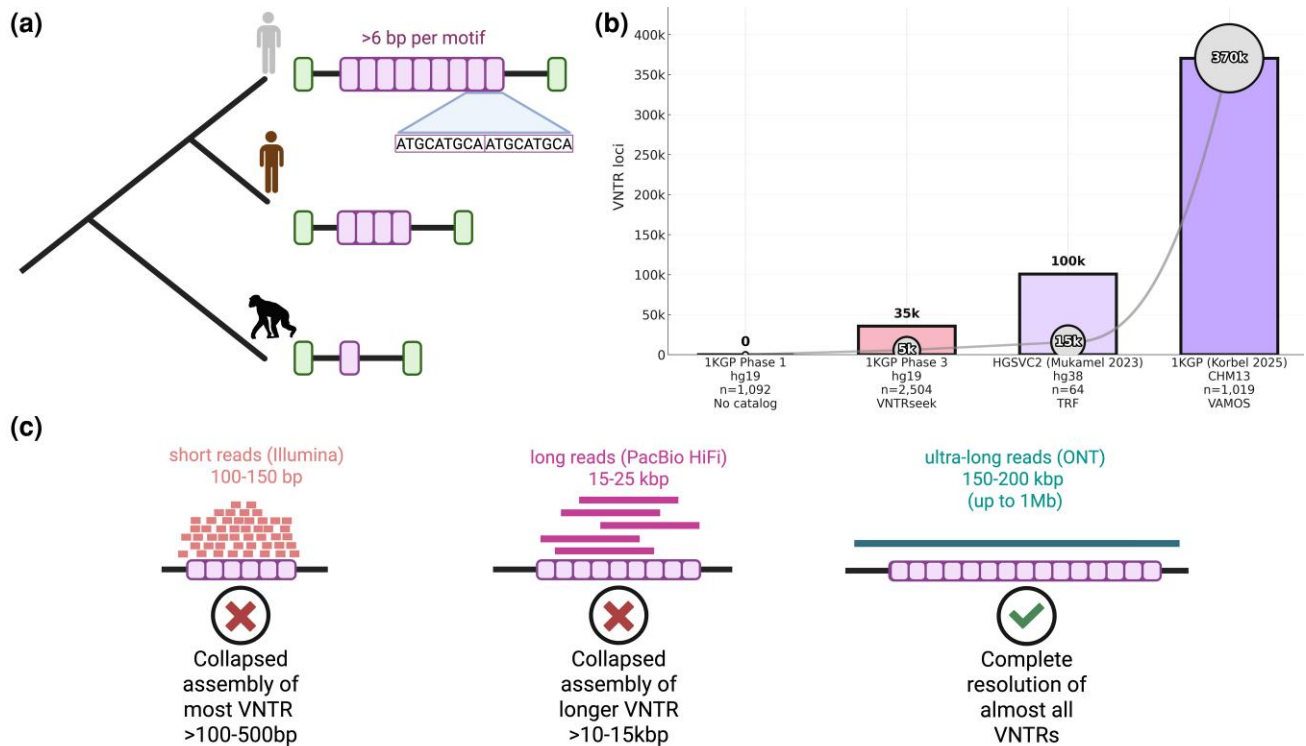 (a)
>6 bp per motif
ATGCATGCA ATGCATGCA
(b)
VNTR loci
400k
350k
300k
250k
200k
150k
100k
50k
0
0
35k
5k
100k
15k
370k
1KGP Phase 1
hg19
n=1,092
No catalog
1KGP Phase 3
hg19
n=2,504
VNTRseek
HGSVC2 (Mukamel 2023)
hg38
n=64
TRF
1KGP (Korbel 2025)
CHM13
n=1,019
VAMOS
(c)
short reads (Illumina)
100-150 bp
Collapsed
assembly of
most VNTR
>100-500bp
long reads (PacBio HiFi)
15-25 kbp
Collapsed
assembly of
longer VNTR
>10-15kbp
ultra-long reads (ONT)
150-200 kbp
(up to 1Mb)
Complete
resolution of
almost all
VNTRs